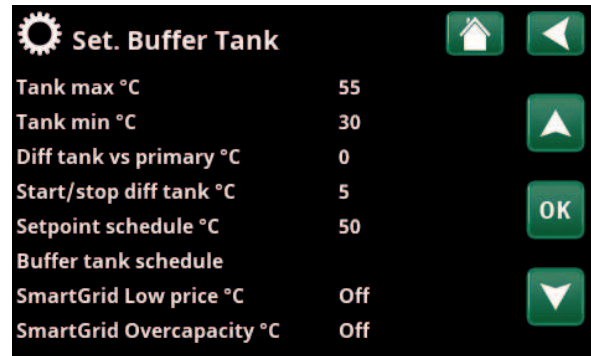 Set. Buffer Tank
Tank max °C 55
Tank min °C 30
Diff tank vs primary °C 0
Start/stop diff tank °C 5
Setpoint schedule °C 50
OK
Buffer tank schedule
SmartGrid Low price °C Off
SmartGrid Overcapacity °C Off